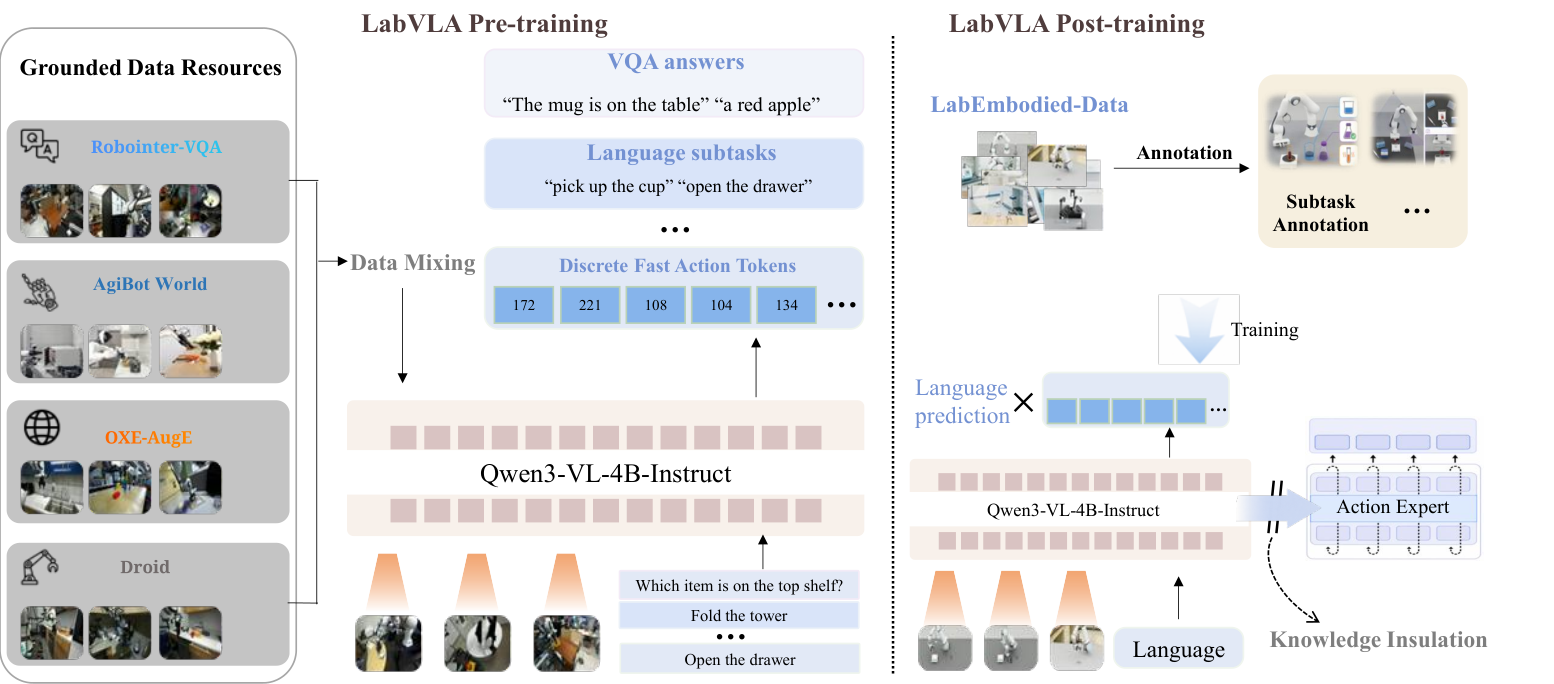 Grounded Data Resources
Robointer-VQA
AgiBot World
OXE-AugE
Droid
LabVLA Pre-training
VQA answers
“The mug is on the table” “a red apple”
Language subtasks
“pick up the cup” “open the drawer”
...
Data Mixing
Discrete Fast Action Tokens
172 221 108 104 134 ...
Qwen3-VL-4B-Instruct
Which item is on the top shelf?
Fold the tower
...
Open the drawer
LabVLA Post-training
LabEmbodied-Data
Annotation
Subtask
Annotation
...
Training
Language
prediction
...
Qwen3-VL-4B-Instruct
Action Expert
Language
Knowledge Insulation